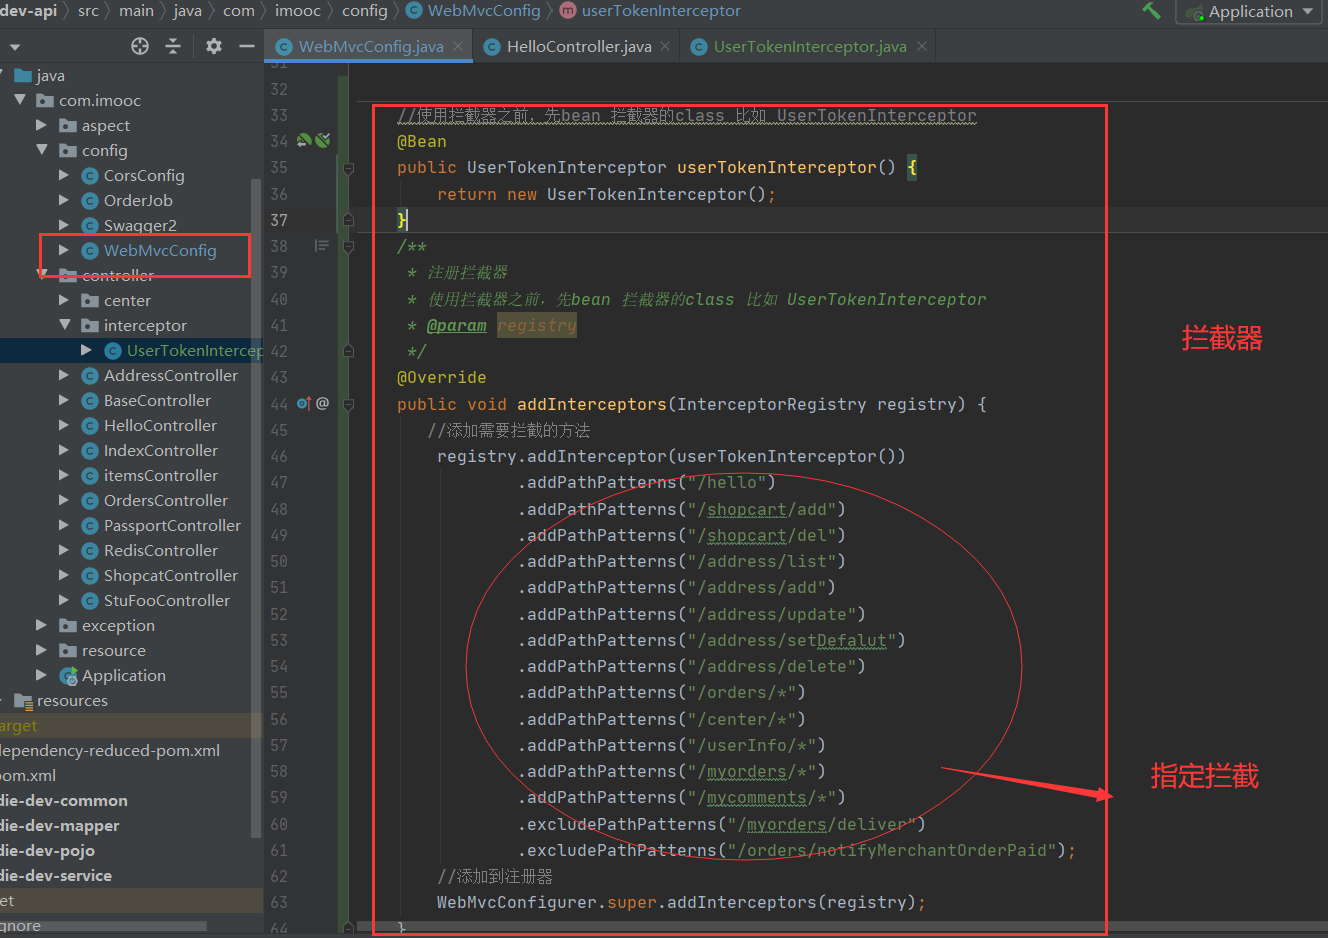 dev-api 〉 src 〉 main 〉 java 〉 com 〉 imooc 〉 config 〉 WebMvcConfig 〉 userTokenInterceptor
Application
WebMvcConfig.java
HelloController.java
UserTokenInterceptor.java
java
com.imooc
aspect
config
CorsConfig
OrderJob
Swagger2
WebMvcConfig
controller
center
interceptor
UserTokenIntercep
AddressController
BaseController
HelloController
IndexController
itemsController
OrdersController
PassportController
RedisController
ShopcatController
StuFooController
exception
resource
Application
resources
arget
dependency-reduced-pom.xml
pom.xml
die-dev-common
die-dev-mapper
die-dev-pojo
die-dev-service
et
gnore
31
32
33 //使用拦截器之前，先bean 拦截器的class 比如 UserTokenInterceptor
34 @Bean
35 public UserTokenInterceptor userTokenInterceptor() {
36 return new UserTokenInterceptor();
37 }
38 /**
39 * 注册拦截器
40 * 使用拦截器之前，先bean 拦截器的class 比如 UserTokenInterceptor
41 * @param registry
42 */
43 @Override
44 @ public void addInterceptors(InterceptorRegistry registry) {
45 //添加需要拦截的方法
46 registry.addInterceptor(userTokenInterceptor())
47 .addPathPatterns("/hello")
48 .addPathPatterns("/shopcart/add")
49 .addPathPatterns("/shopcart/del")
50 .addPathPatterns("/address/list")
51 .addPathPatterns("/address/add")
52 .addPathPatterns("/address/update")
53 .addPathPatterns("/address/setDefalut")
54 .addPathPatterns("/address/delete")
55 .addPathPatterns("/orders/*")
56 .addPathPatterns("/center/*")
57 .addPathPatterns("/userInfo/*")
58 .addPathPatterns("/myorders/*")
59 .addPathPatterns("/mycomments/*")
60 .excludePathPatterns("/myorders/deliver")
61 .excludePathPatterns("/orders/notifyMerchantOrderPaid");
62 //添加到注册器
63 WebMvcConfigurer.super.addInterceptors(registry);
64 }
拦截器
指定拦截